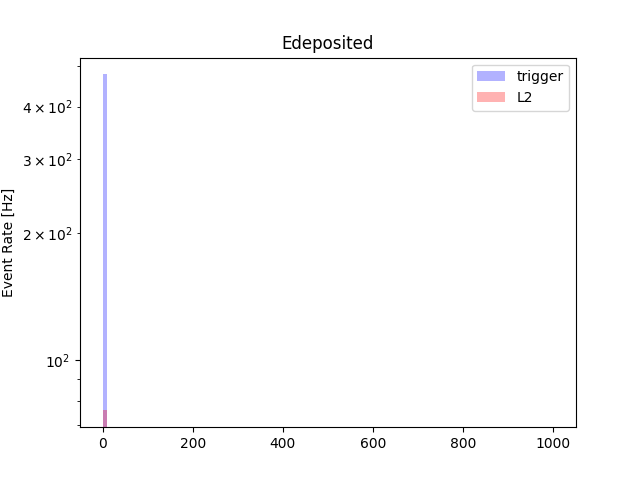 Edeposited
trigger
L2
Event Rate [Hz]
4 × 10²
3 × 10²
2 × 10²
10²
0 200 400 600 800 1000